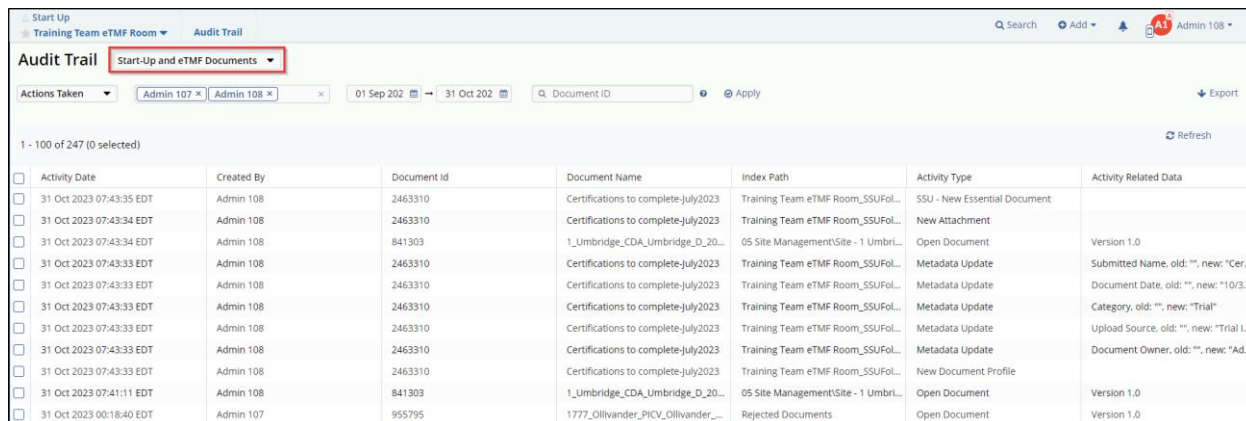 Start Up
Training Team eTMF Room Audit Trail Search Add A A1 Admin 108
Audit Trail Start-Up and eTMF Documents
Actions Taken Admin 107 × Admin 108 × × 01 Sep 202 → 31 Oct 202 Document ID ? Apply Export
1 - 100 of 247 (0 selected) Refresh
Activity Date Created By Document Id Document Name Index Path Activity Type Activity Related Data
31 Oct 2023 07:43:35 EDT Admin 108 2463310 Certifications to complete-July2023 Training Team eTMF Room_SSUFol... SSU - New Essential Document
31 Oct 2023 07:43:34 EDT Admin 108 2463310 Certifications to complete-July2023 Training Team eTMF Room_SSUFol... New Attachment
31 Oct 2023 07:43:34 EDT Admin 108 841303 1_Umbridge_CDA_Umbridge_D_20... 05 Site Management\Site - 1 Umbri... Open Document Version 1.0
31 Oct 2023 07:43:33 EDT Admin 108 2463310 Certifications to complete-July2023 Training Team eTMF Room_SSUFol... Metadata Update Submitted Name, old: "", new: "Cer...
31 Oct 2023 07:43:33 EDT Admin 108 2463310 Certifications to complete-July2023 Training Team eTMF Room_SSUFol... Metadata Update Document Date, old: "", new: "10/3...
31 Oct 2023 07:43:33 EDT Admin 108 2463310 Certifications to complete-July2023 Training Team eTMF Room_SSUFol... Metadata Update Category, old: "", new: "Trial"
31 Oct 2023 07:43:33 EDT Admin 108 2463310 Certifications to complete-July2023 Training Team eTMF Room_SSUFol... Metadata Update Upload Source, old: "", new: "Trial I...
31 Oct 2023 07:43:33 EDT Admin 108 2463310 Certifications to complete-July2023 Training Team eTMF Room_SSUFol... Metadata Update Document Owner, old: "", new: "Ad...
31 Oct 2023 07:43:33 EDT Admin 108 2463310 Certifications to complete-July2023 Training Team eTMF Room_SSUFol... New Document Profile
31 Oct 2023 07:41:11 EDT Admin 108 841303 1_Umbridge_CDA_Umbridge_D_20... 05 Site Management\Site - 1 Umbri... Open Document Version 1.0
31 Oct 2023 00:18:40 EDT Admin 107 955795 1777_Ollivander_PICV_Ollivander_... Rejected Documents Open Document Version 1.0